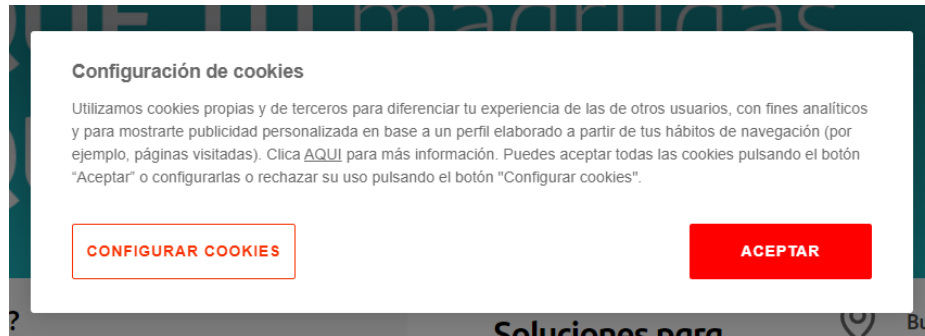 QUE TU madrugas
Configuración de cookies
Utilizamos cookies propias y de terceros para diferenciar tu experiencia de las de otros usuarios, con fines analíticos
y para mostrarte publicidad personalizada en base a un perfil elaborado a partir de tus hábitos de navegación (por
ejemplo, páginas visitadas). Clica AQUI para más información. Puedes aceptar todas las cookies pulsando el botón
“Aceptar” o configurarlas o rechazar su uso pulsando el botón "Configurar cookies".
CONFIGURAR COOKIES
ACEPTAR
?
Soluciones para